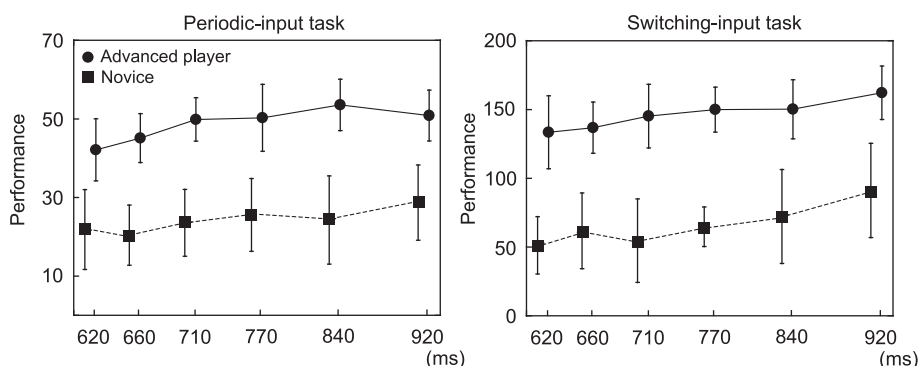 Periodic-input task
Performance
70
50
30
10
Advanced player
Novice
620 660 710 770 840 920
(ms)
Switching-input task
Performance
200
150
100
50
0
620 660 710 770 840 920
(ms)